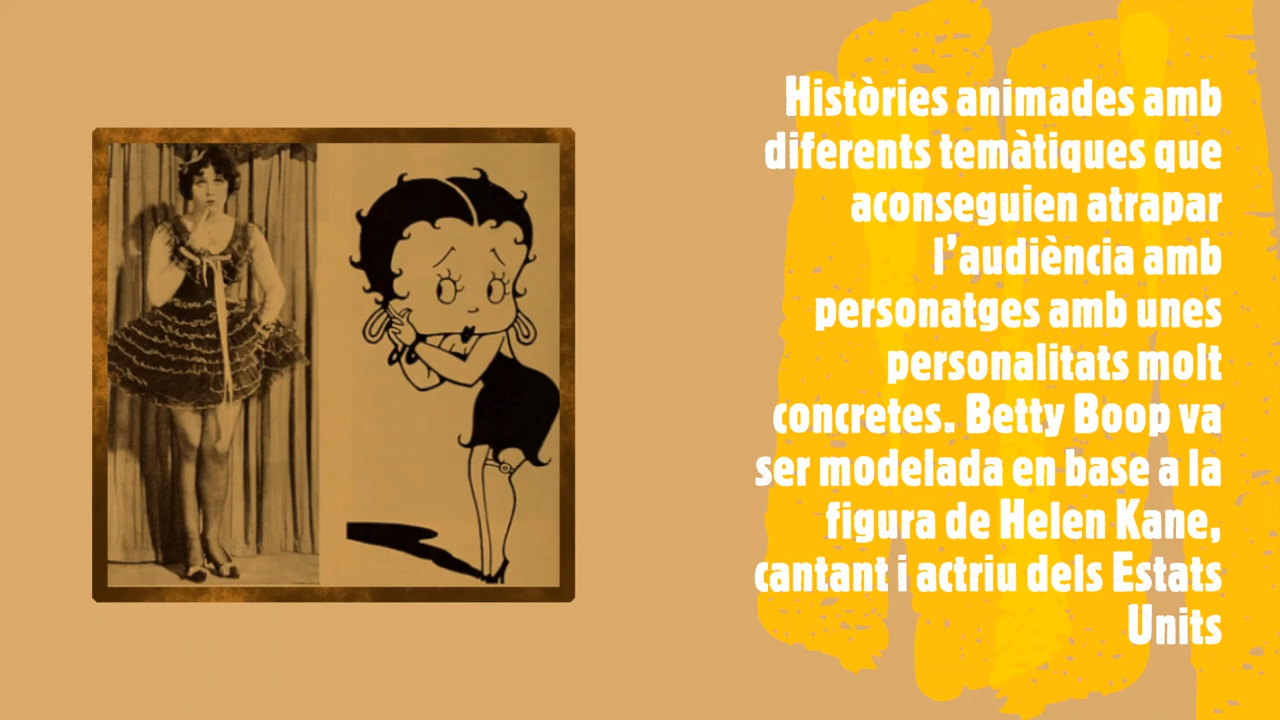 Històries animades amb
diferents temàtiques que
aconseguien atrapar
l’audiència amb
personatges amb unes
personalitats molt
concretes. Betty Boop va
ser modelada en base a la
figura de Helen Kane,
cantant i actriu dels Estats
Units